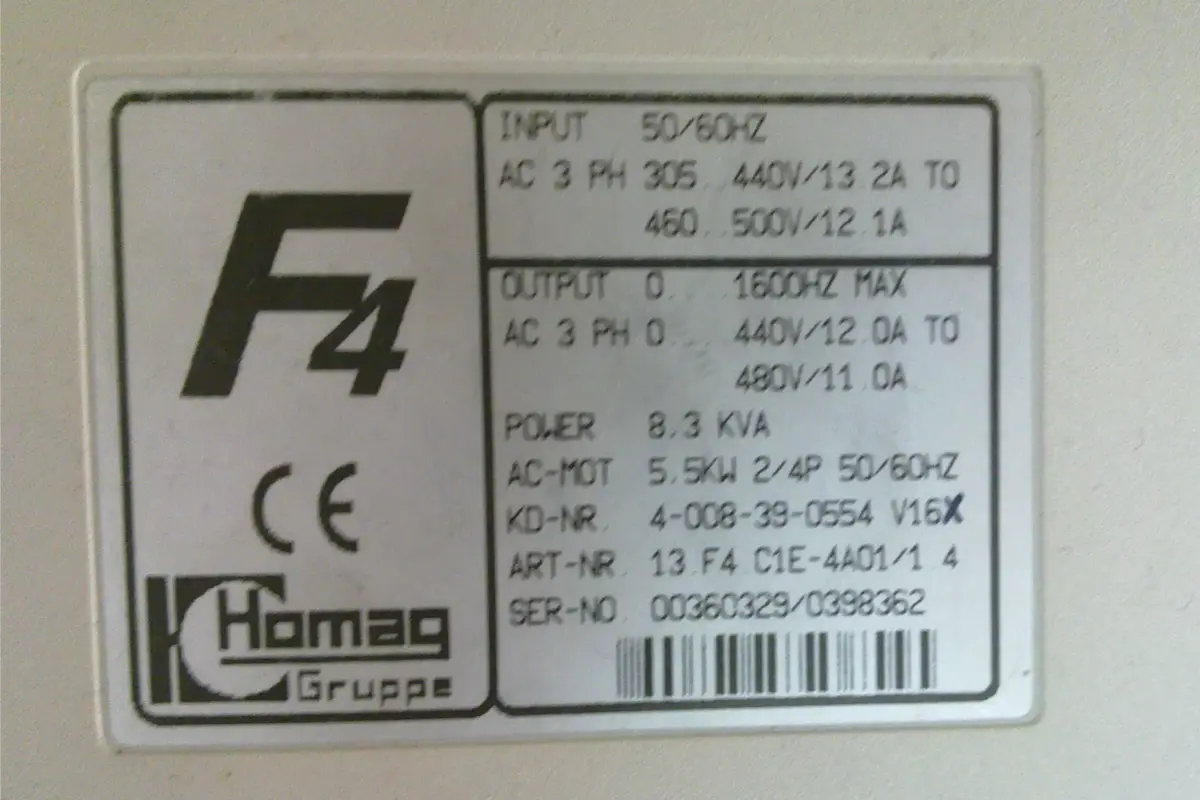 F4
CE
Homag
Gruppe
INPUT 50/60HZ
AC 3 PH 305...440V/13.2A TO
460...500V/12.1A
OUTPUT 0... 1600HZ MAX
AC 3 PH 0... 440V/12.0A TO
480V/11.0A
POWER 8.3 KVA
AC-MOT 5.5KW 2/4P 50/60HZ
KD-NR. 4-008-39-0554 V16X
ART-NR. 13.F4.C1E-4A01/1.4
SER-NO. 00360329/0398362